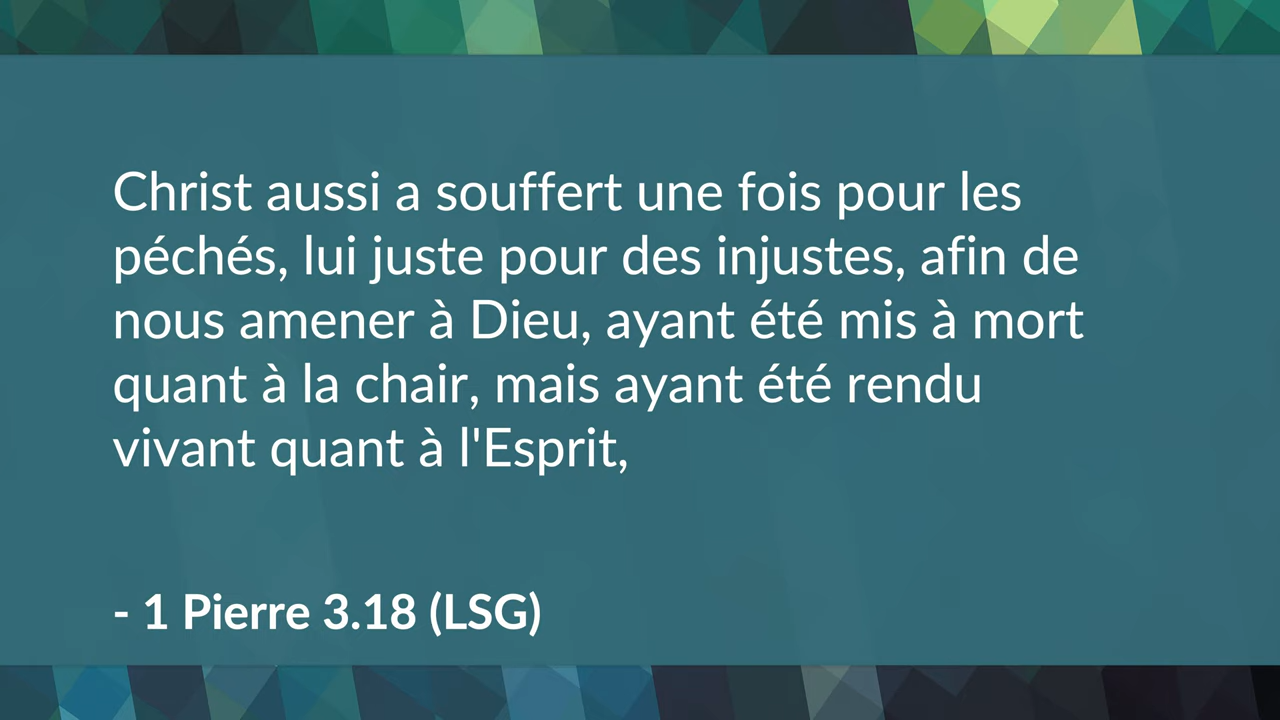 Christ aussi a souffert une fois pour les
péchés, lui juste pour des injustes, afin de
nous amener à Dieu, ayant été mis à mort
quant à la chair, mais ayant été rendu
vivant quant à l'Esprit,
- 1 Pierre 3.18 (LSG)